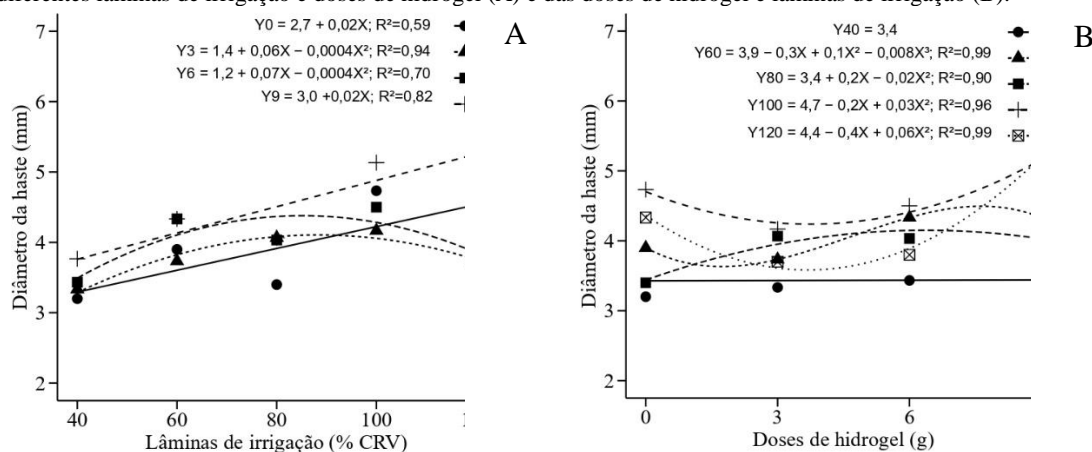 diferentes lâminas de irrigação e doses de hidrogel (A) e das doses de hidrogel e lâminas de irrigação (B).
A
Diâmetro da haste (mm)
7
6
5
4
3
2
Y0 = 2,7 + 0,02X; R²=0,59
Y3 = 1,4 + 0,06X − 0,0004X²; R²=0,94
Y6 = 1,2 + 0,07X − 0,0004X²; R²=0,70
Y9 = 3,0 +0,02X; R²=0,82
40 60 80 100
Lâminas de irrigação (% CRV)
B
Diâmetro da haste (mm)
7
6
5
4
3
2
Y40 = 3,4
Y60 = 3,9 − 0,3X + 0,1X² − 0,008X³; R²=0,99
Y80 = 3,4 + 0,2X − 0,02X²; R²=0,90
Y100 = 4,7 − 0,2X + 0,03X²; R²=0,96
Y120 = 4,4 − 0,4X + 0,06X²; R²=0,99
0 3 6
Doses de hidrogel (g)